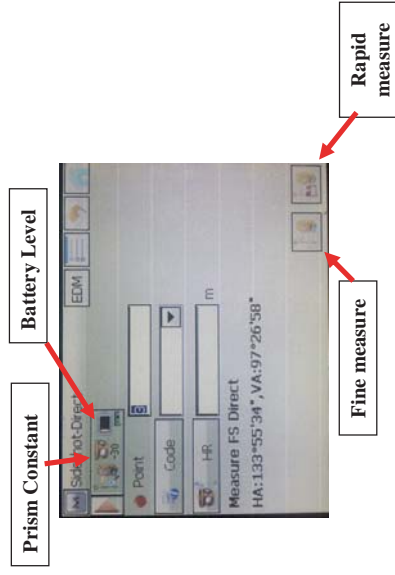 Prism Constant
Battery Level
Sideshot-Direct
EDM
-30
Point
Code
HR
m
Measure FS Direct
HA:133°55'34",VA:97°26'58"
Fine measure
Rapid
measure